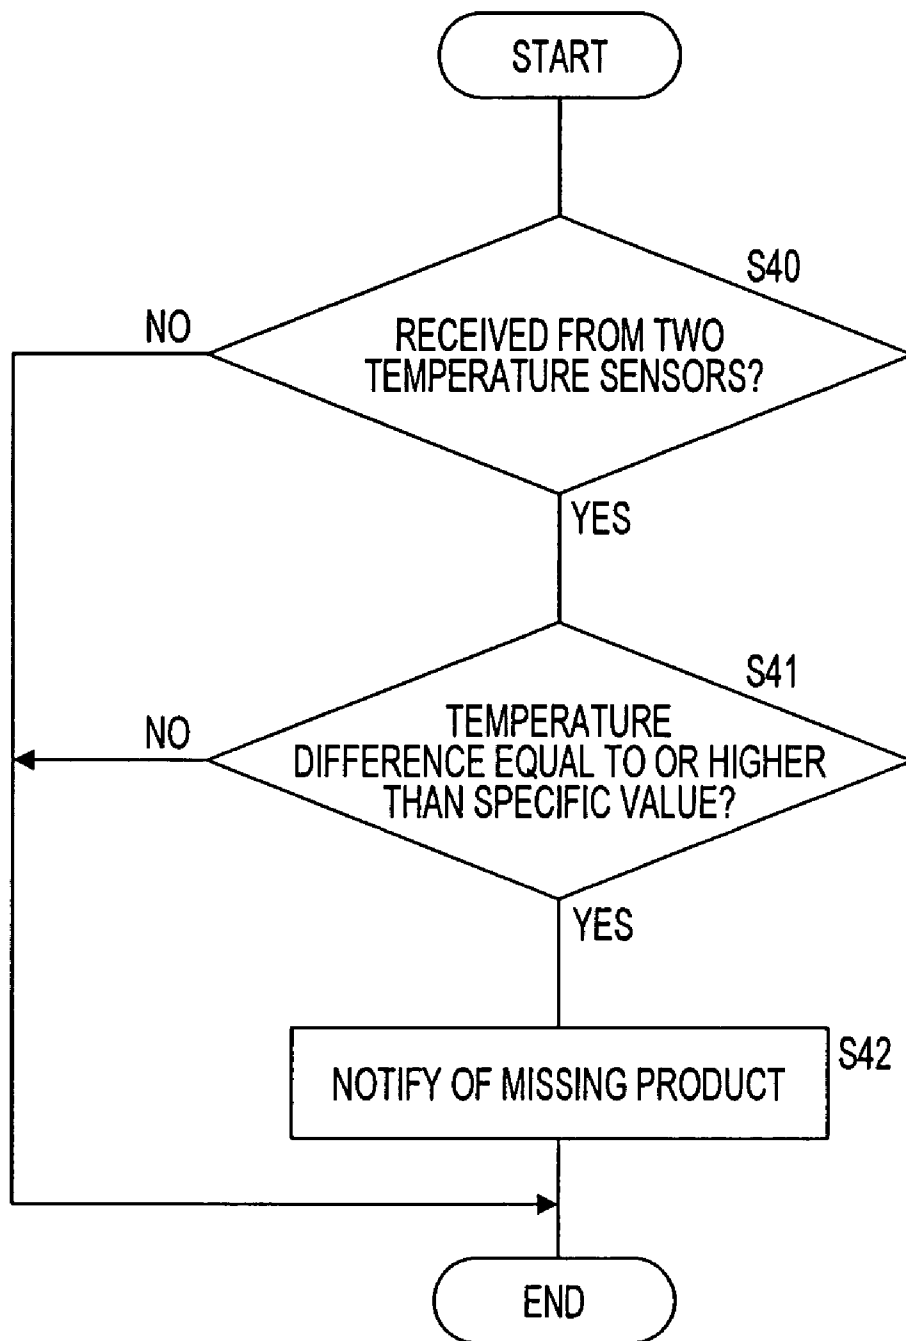 START
S40
NO
RECEIVED FROM TWO
TEMPERATURE SENSORS?
YES
S41
NO
TEMPERATURE
DIFFERENCE EQUAL TO OR HIGHER
THAN SPECIFIC VALUE?
YES
S42
NOTIFY OF MISSING PRODUCT
END